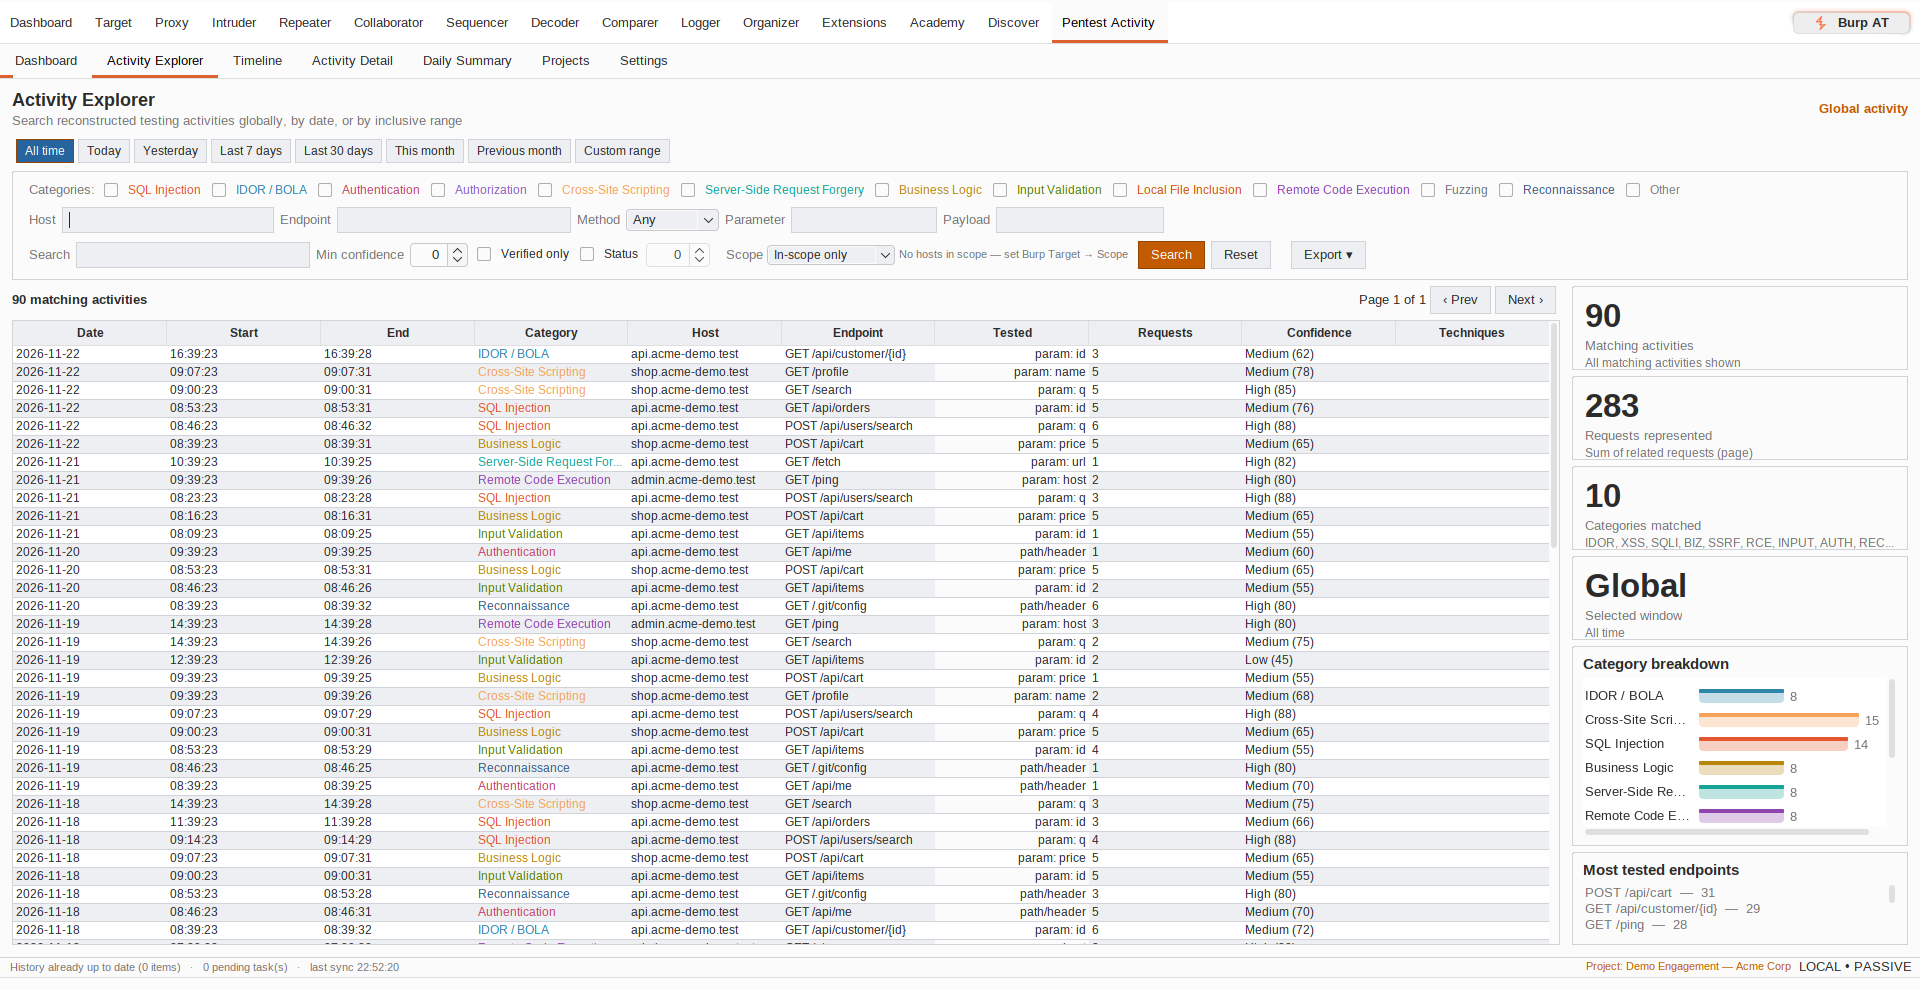 Dashboard Target Proxy Intruder Repeater Collaborator Sequencer Decoder Comparer Logger Organizer Extensions Academy Discover Pentest Activity Burp AT
Dashboard Activity Explorer Timeline Activity Detail Daily Summary Projects Settings
Activity Explorer
Global activity
Search reconstructed testing activities globally, by date, or by inclusive range
All time Today Yesterday Last 7 days Last 30 days This month Previous month Custom range
Categories: SQL Injection IDOR / BOLA Authentication Authorization Cross-Site Scripting Server-Side Request Forgery Business Logic Input Validation Local File Inclusion Remote Code Execution Fuzzing Reconnaissance Other
Host Endpoint Method Any Parameter Payload
Search Min confidence 0 Verified only Status 0 Scope In-scope only No hosts in scope — set Burp Target → Scope Search Reset Export ▾
90 matching activities Page 1 of 1 ‹ Prev Next ›
Date Start End Category Host Endpoint Tested Requests Confidence Techniques
2026-11-22 16:39:23 16:39:28 IDOR / BOLA api.acme-demo.test GET /api/customer/{id} param: id 3 Medium (62)
2026-11-22 09:07:23 09:07:31 Cross-Site Scripting shop.acme-demo.test GET /profile param: name 5 Medium (78)
2026-11-22 09:00:23 09:00:31 Cross-Site Scripting shop.acme-demo.test GET /search param: q 5 High (85)
2026-11-22 08:53:23 08:53:31 SQL Injection api.acme-demo.test GET /api/orders param: id 5 Medium (76)
2026-11-22 08:46:23 08:46:32 SQL Injection api.acme-demo.test POST /api/users/search param: q 6 High (88)
2026-11-22 08:39:23 08:39:31 Business Logic shop.acme-demo.test POST /api/cart param: price 5 Medium (65)
2026-11-21 10:39:23 10:39:25 Server-Side Request For... api.acme-demo.test GET /fetch param: url 1 High (82)
2026-11-21 09:39:23 09:39:26 Remote Code Execution admin.acme-demo.test GET /ping param: host 2 High (80)
2026-11-21 08:23:23 08:23:28 SQL Injection api.acme-demo.test POST /api/users/search param: q 3 High (88)
2026-11-21 08:16:23 08:16:31 Business Logic shop.acme-demo.test POST /api/cart param: price 5 Medium (65)
2026-11-21 08:09:23 08:09:25 Input Validation api.acme-demo.test GET /api/items param: id 1 Medium (55)
2026-11-20 09:39:23 09:39:25 Authentication api.acme-demo.test GET /api/me path/header 1 Medium (60)
2026-11-20 08:53:23 08:53:31 Business Logic shop.acme-demo.test POST /api/cart param: price 5 Medium (65)
2026-11-20 08:46:23 08:46:26 Input Validation api.acme-demo.test GET /api/items param: id 2 Medium (55)
2026-11-20 08:39:23 08:39:32 Reconnaissance shop.acme-demo.test GET /.git/config path/header 6 High (80)
2026-11-19 14:39:23 14:39:28 Remote Code Execution admin.acme-demo.test GET /ping param: host 3 High (80)
2026-11-19 14:39:23 14:39:26 Cross-Site Scripting shop.acme-demo.test GET /search param: q 2 Medium (75)
2026-11-19 12:39:23 12:39:26 Input Validation api.acme-demo.test GET /api/items param: id 2 Low (45)
2026-11-19 09:39:23 09:39:25 Business Logic shop.acme-demo.test POST /api/cart param: price 1 Medium (55)
2026-11-19 09:39:23 09:39:26 Cross-Site Scripting shop.acme-demo.test GET /profile param: name 2 Medium (68)
2026-11-19 09:07:23 09:07:29 SQL Injection api.acme-demo.test POST /api/users/search param: q 4 High (88)
2026-11-19 09:00:23 09:00:31 Business Logic shop.acme-demo.test POST /api/cart param: price 5 Medium (65)
2026-11-19 08:53:23 08:53:29 Input Validation api.acme-demo.test GET /api/items param: id 4 Medium (55)
2026-11-19 08:46:23 08:46:25 Reconnaissance shop.acme-demo.test GET /.git/config path/header 1 High (80)
2026-11-19 08:39:23 08:39:25 Authentication api.acme-demo.test GET /api/me path/header 1 Medium (70)
2026-11-18 14:39:23 14:39:28 Cross-Site Scripting shop.acme-demo.test GET /search param: q 3 Medium (75)
2026-11-18 11:39:23 11:39:28 SQL Injection api.acme-demo.test GET /api/orders param: id 3 Medium (66)
2026-11-18 09:14:23 09:14:29 SQL Injection api.acme-demo.test POST /api/users/search param: q 4 High (88)
2026-11-18 09:07:23 09:07:31 Business Logic shop.acme-demo.test POST /api/cart param: price 5 Medium (65)
2026-11-18 09:00:23 09:00:31 Input Validation api.acme-demo.test GET /api/items param: id 5 Medium (55)
2026-11-18 08:53:23 08:53:28 Reconnaissance shop.acme-demo.test GET /.git/config path/header 3 High (80)
2026-11-18 08:46:23 08:46:31 Authentication api.acme-demo.test GET /api/me path/header 5 Medium (70)
2026-11-18 08:39:23 08:39:32 IDOR / BOLA api.acme-demo.test GET /api/customer/{id} param: id 6 Medium (72)
90
Matching activities
All matching activities shown
283
Requests represented
Sum of related requests (page)
10
Categories matched
IDOR, XSS, SQLI, BIZ, SSRF, RCE, INPUT, AUTH, REC...
Global
Selected window
All time
Category breakdown
IDOR / BOLA 8
Cross-Site Scri... 15
SQL Injection 14
Business Logic 8
Server-Side Re... 8
Remote Code E... 8
Most tested endpoints
POST /api/cart — 31
GET /api/customer/{id} — 29
GET /ping — 28
History already up to date (0 items) · 0 pending task(s) · last sync 22:52:20 Project: Demo Engagement — Acme Corp LOCAL • PASSIVE